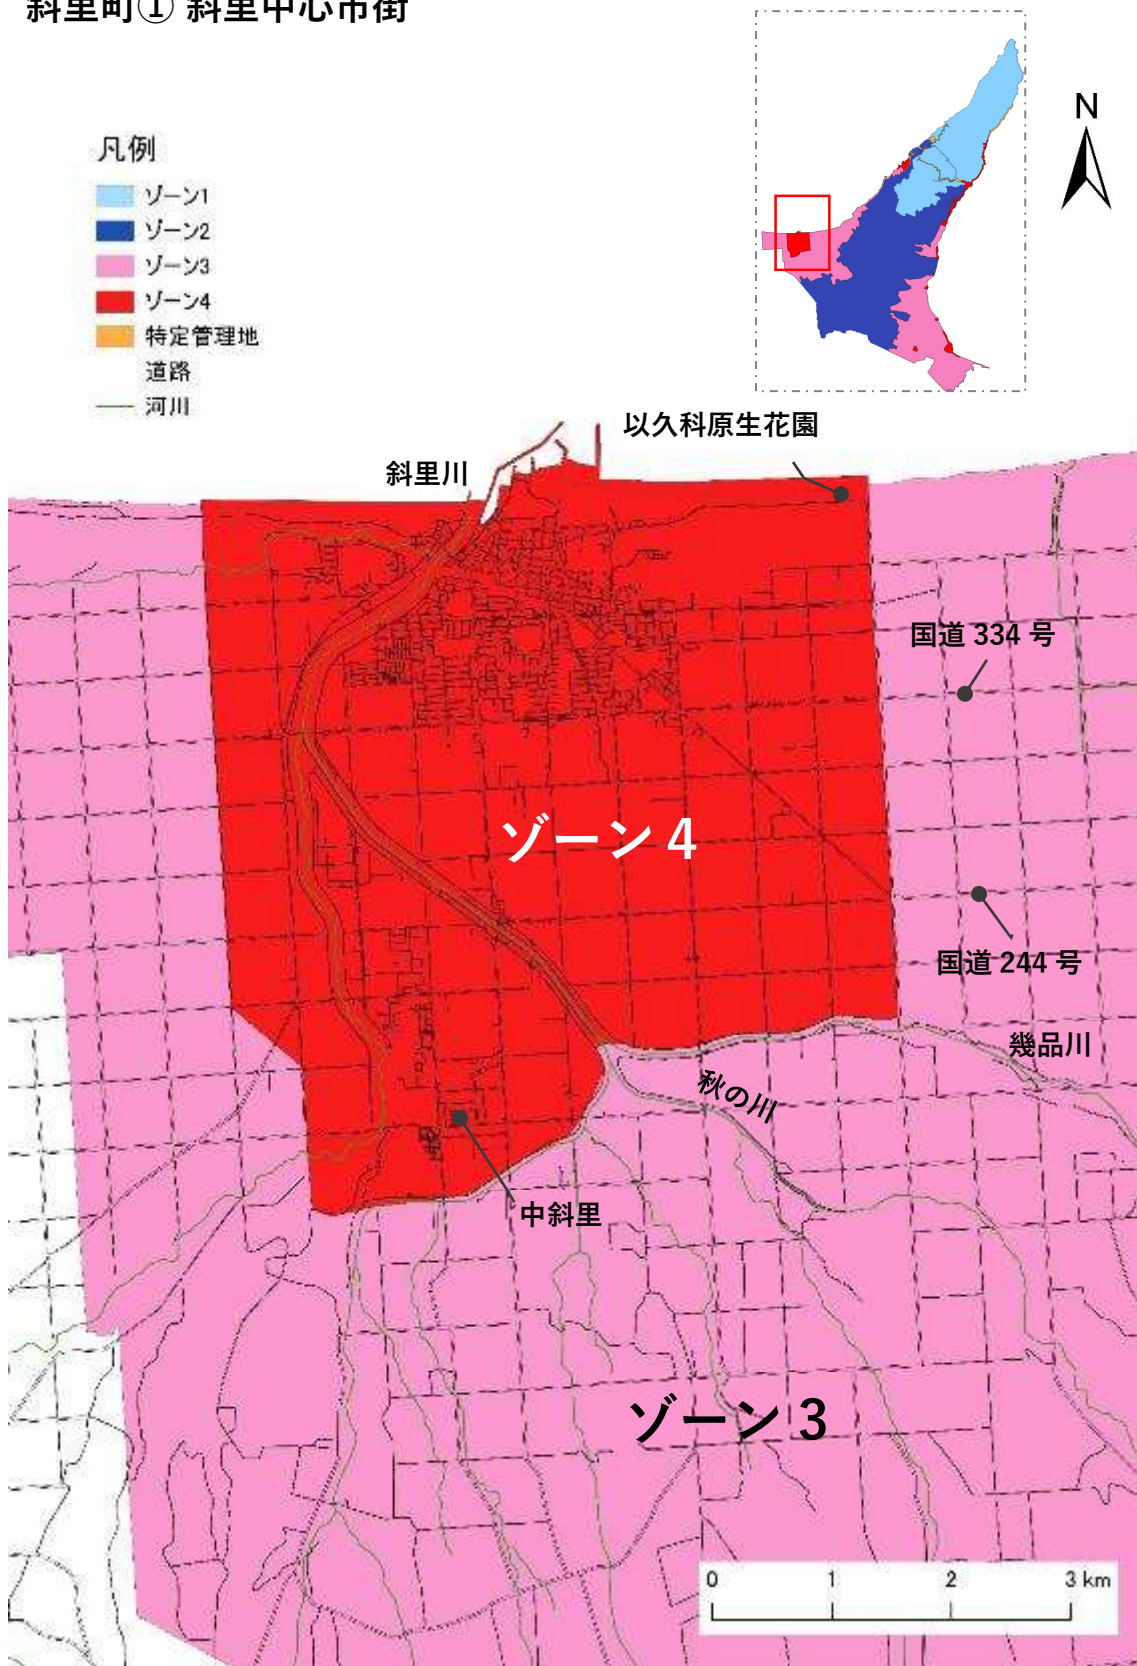 斜里町① 斜里中心市街
N
凡例
ゾーン1
ゾーン2
ゾーン3
ゾーン4
特定管理地
道路
河川
以久科原生花園
斜里川
国道 334 号
ゾーン 4
国道 244 号
幾品川
秋の川
中斜里
ゾーン 3
0 1 2 3 km